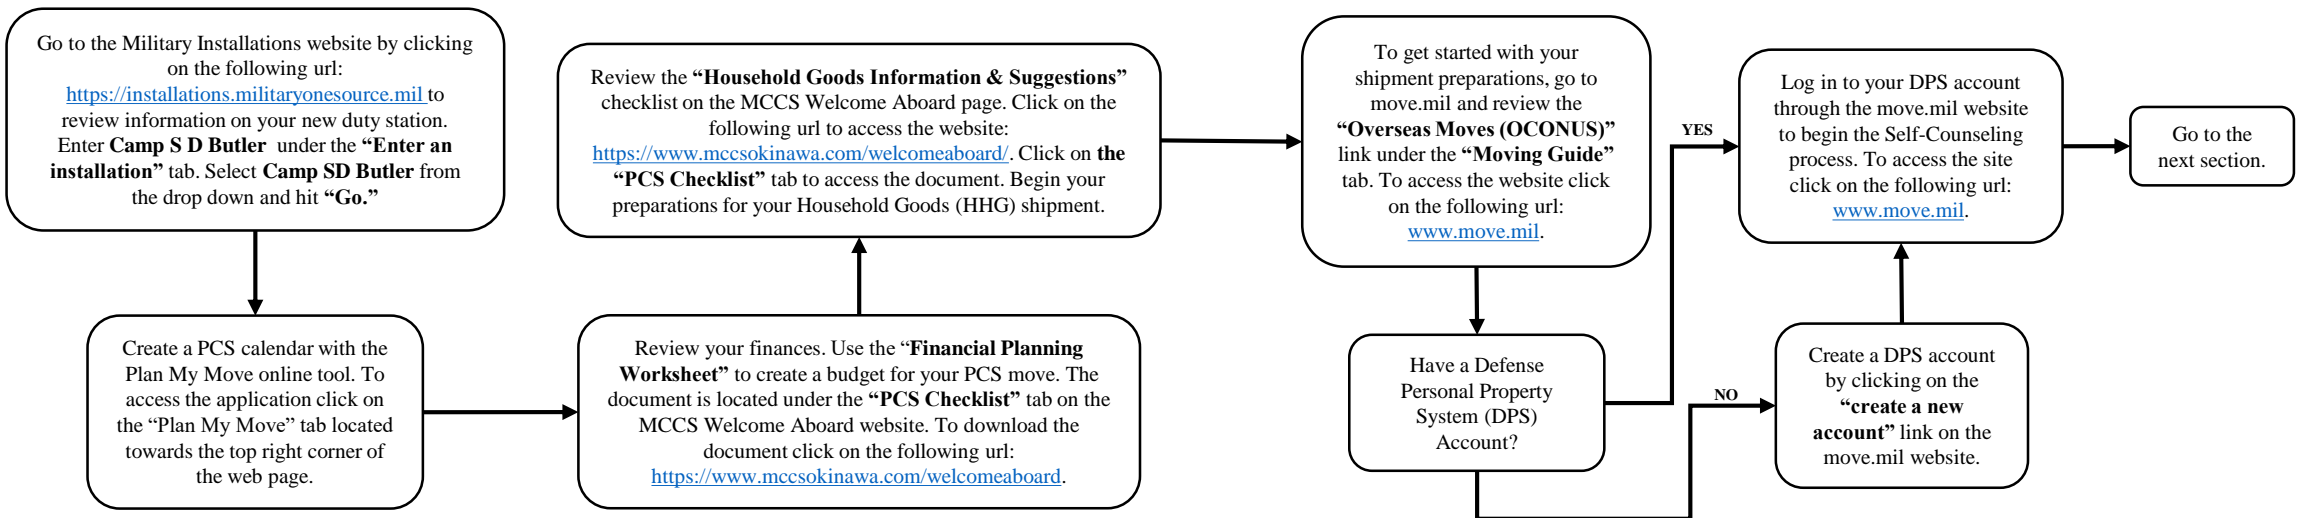 Go to the Military Installations website by clicking
on the following url:
https://installations.militaryonesource.mil to
review information on your new duty station.
Enter Camp S D Butler under the “Enter an
installation” tab. Select Camp SD Butler from
the drop down and hit “Go.”
Create a PCS calendar with the
Plan My Move online tool. To
access the application click on
the “Plan My Move” tab located
towards the top right corner of
the web page.
Review your finances. Use the “Financial Planning
Worksheet” to create a budget for your PCS move. The
document is located under the “PCS Checklist” tab on the
MCCS Welcome Aboard website. To download the
document click on the following url:
https://www.mccsokinawa.com/welcomeaboard.
Review the “Household Goods Information & Suggestions”
checklist on the MCCS Welcome Aboard page. Click on the
following url to access the website:
https://www.mccsokinawa.com/welcomeaboard/. Click on the
“PCS Checklist” tab to access the document. Begin your
preparations for your Household Goods (HHG) shipment.
To get started with your
shipment preparations, go to
move.mil and review the
“Overseas Moves (OCONUS)”
link under the “Moving Guide”
tab. To access the website click
on the following url:
www.move.mil.
Have a Defense
Personal Property
System (DPS)
Account?
YES
NO
Create a DPS account
by clicking on the
“create a new
account” link on the
move.mil website.
Log in to your DPS account
through the move.mil website
to begin the Self-Counseling
process. To access the site
click on the following url:
www.move.mil.
Go to the
next section.